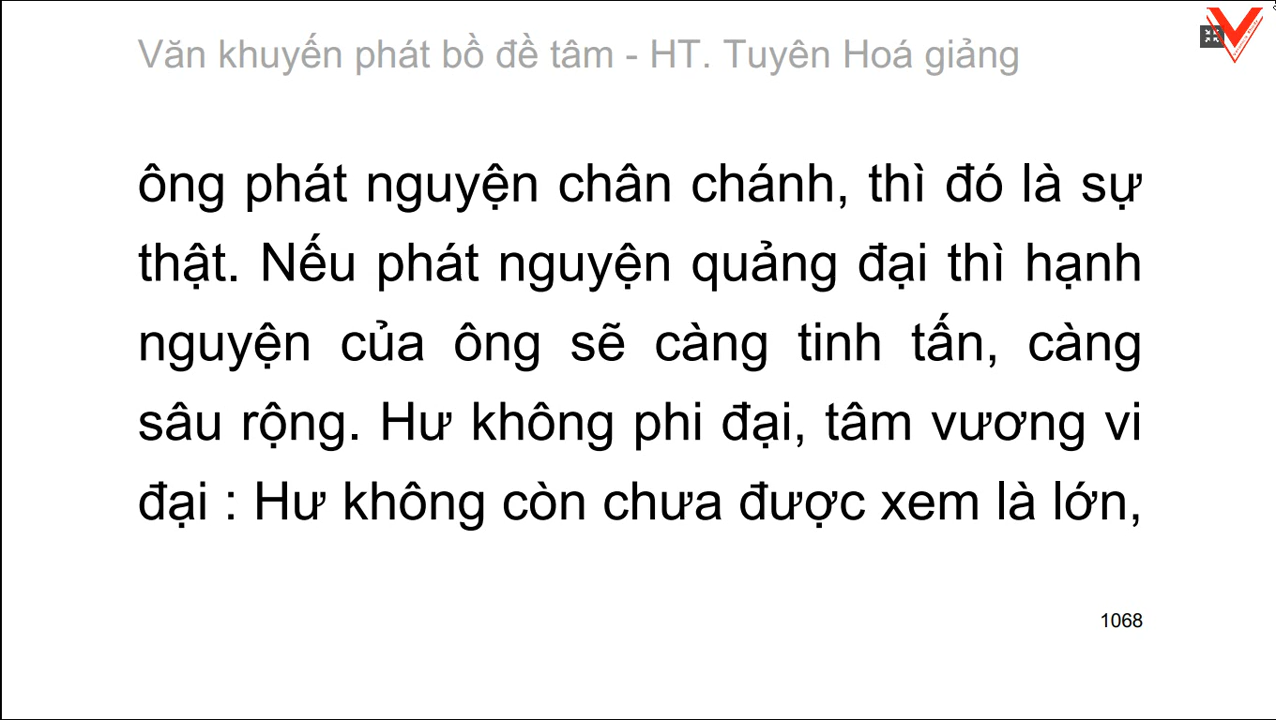 Văn khuyến phát bồ đề tâm - HT. Tuyên Hoá giảng
ông phát nguyện chân chánh, thì đó là sự
thật. Nếu phát nguyện quảng đại thì hạnh
nguyện của ông sẽ càng tinh tấn, càng
sâu rộng. Hư không phi đại, tâm vương vi
đại : Hư không còn chưa được xem là lớn,
1068